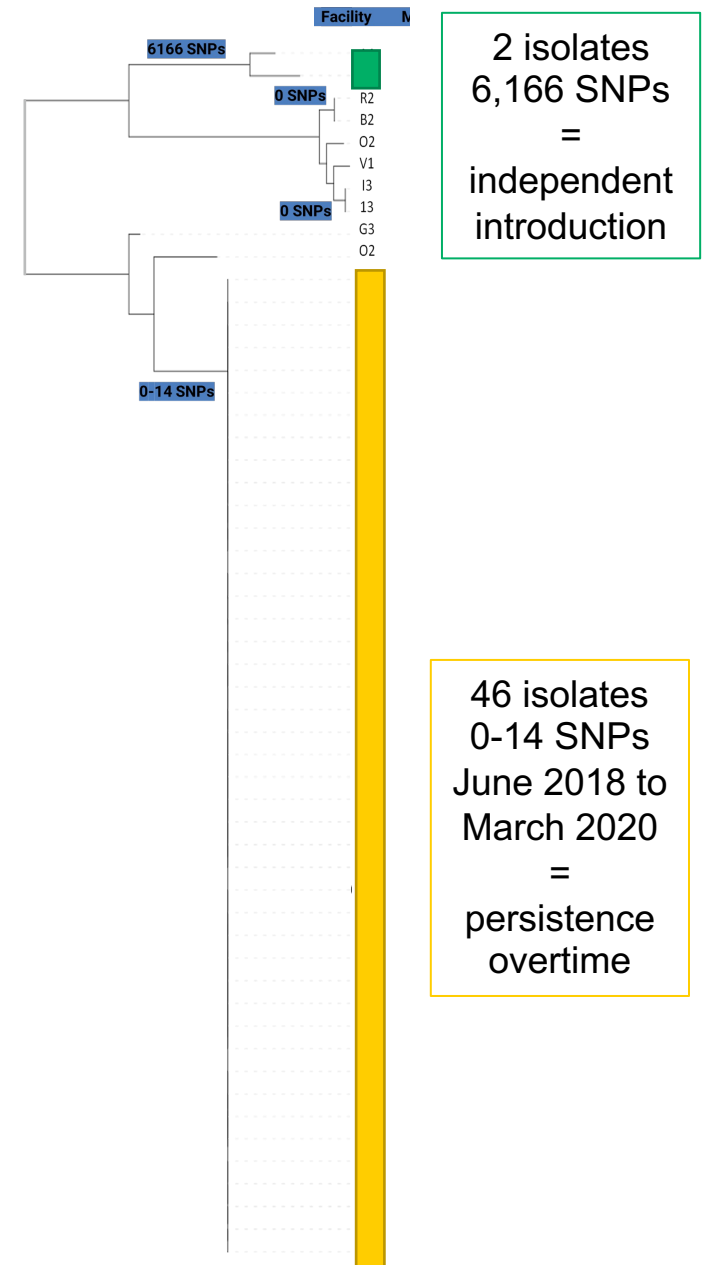 Facility M
6166 SNPs
0 SNPs
R2
B2
O2
V1
I3
0 SNPs
13
G3
O2
0-14 SNPs
2 isolates
6,166 SNPs
=
independent
introduction
46 isolates
0-14 SNPs
June 2018 to
March 2020
=
persistence
overtime